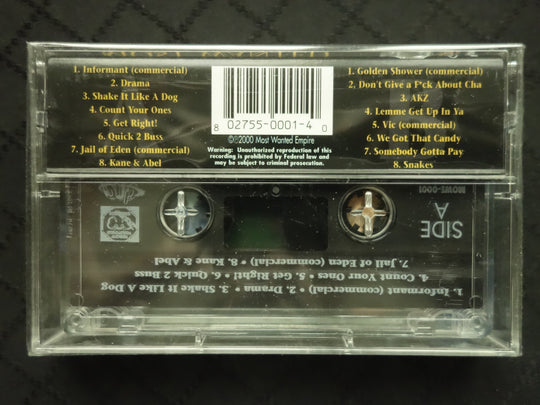 1. Informant (commercial)
2. Drama
3. Shake It Like A Dog
4. Count Your Ones
5. Get Right!
6. Quick 2 Buss
7. Jail of Eden (commercial)
8. Kane & Abel
8 02755-0001-4 0
©℗2000 Most Wanted Empire
Warning: Unauthorized reproduction of this
recording is prohibited by Federal law and
may be subject to criminal prosecution.
1. Golden Shower (commercial)
2. Don't Give a F*ck About Cha
3. AKZ
4. Lemme Get Up In Ya
5. Vic (commercial)
6. We Got That Candy
7. Somebody Gotta Pay
8. Snakes
MOWS-0001
SIDE
A
1. Informant (commercial) • 2. Drama • 3. Shake It Like A Dog
4. Count Your Ones • 5. Get Right! • 6. Quick 2 Buss
7. Jail of Eden (commercial) • 8. Kane & Abel